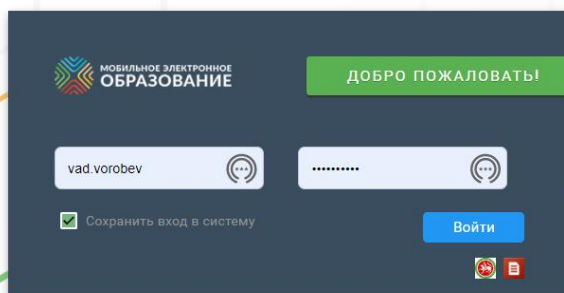 МОБИЛЬНОЕ ЭЛЕКТРОННОЕ
ОБРАЗОВАНИЕ
ДОБРО ПОЖАЛОВАТЬ!
vad.vorobev
••••••••••
Сохранить вход в систему
Войти